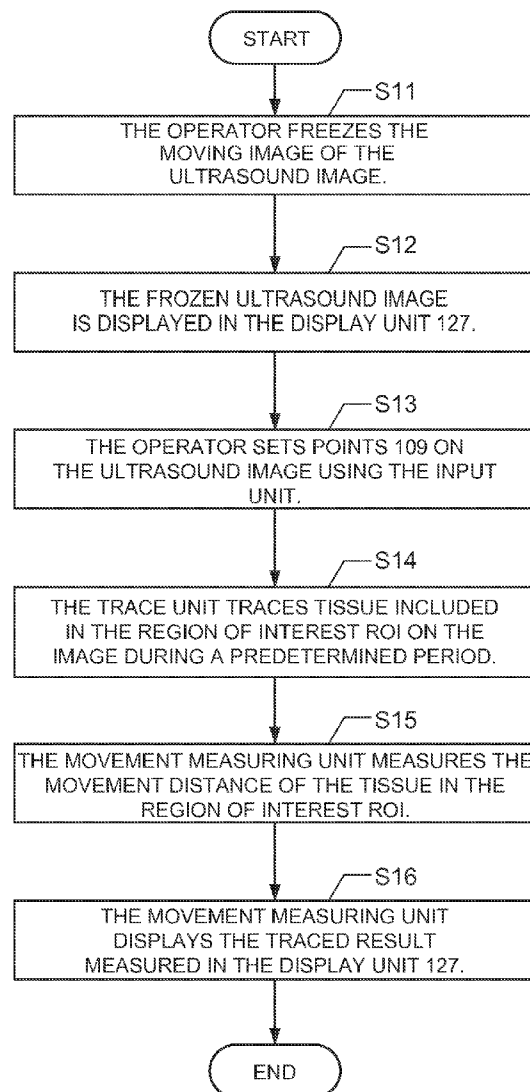 START
S11
THE OPERATOR FREEZES THE
MOVING IMAGE OF THE
ULTRASOUND IMAGE.
S12
THE FROZEN ULTRASOUND IMAGE
IS DISPLAYED IN THE DISPLAY UNIT 127.
S13
THE OPERATOR SETS POINTS 109 ON
THE ULTRASOUND IMAGE USING THE INPUT
UNIT.
S14
THE TRACE UNIT TRACES TISSUE INCLUDED
IN THE REGION OF INTEREST ROI ON THE
IMAGE DURING A PREDETERMINED PERIOD.
S15
THE MOVEMENT MEASURING UNIT MEASURES THE
MOVEMENT DISTANCE OF THE TISSUE IN THE
REGION OF INTEREST ROI.
S16
THE MOVEMENT MEASURING UNIT
DISPLAYS THE TRACED RESULT
MEASURED IN THE DISPLAY UNIT 127.
END